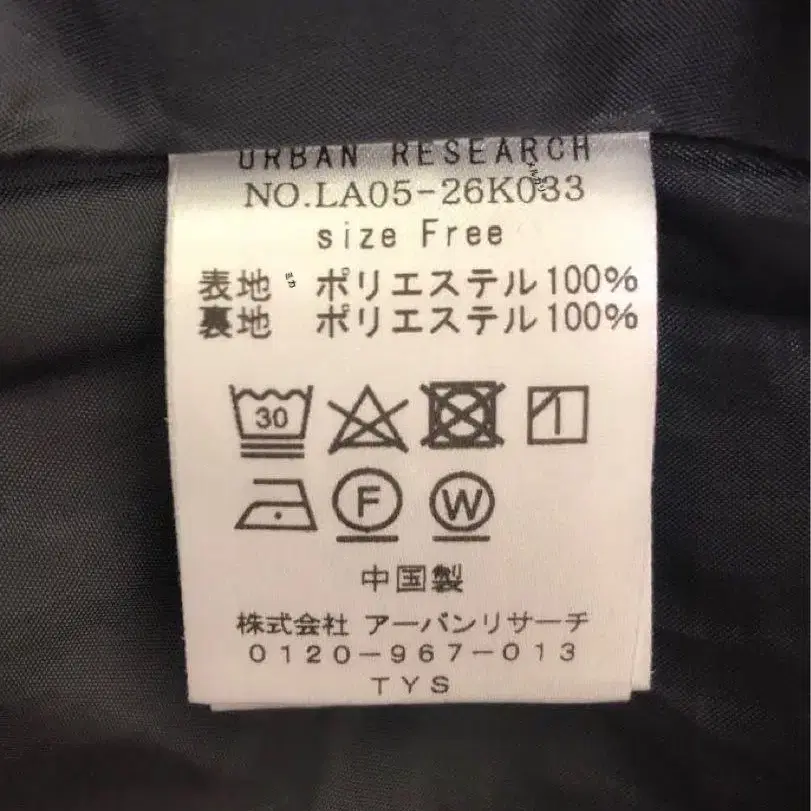 URBAN RESEARCH
NO.LA05-26K033
size Free
表地 ポリエステル100%
裏地 ポリエステル100%
30
F W
中国製
株式会社 アーバンリサーチ
0120-967-013
TYS